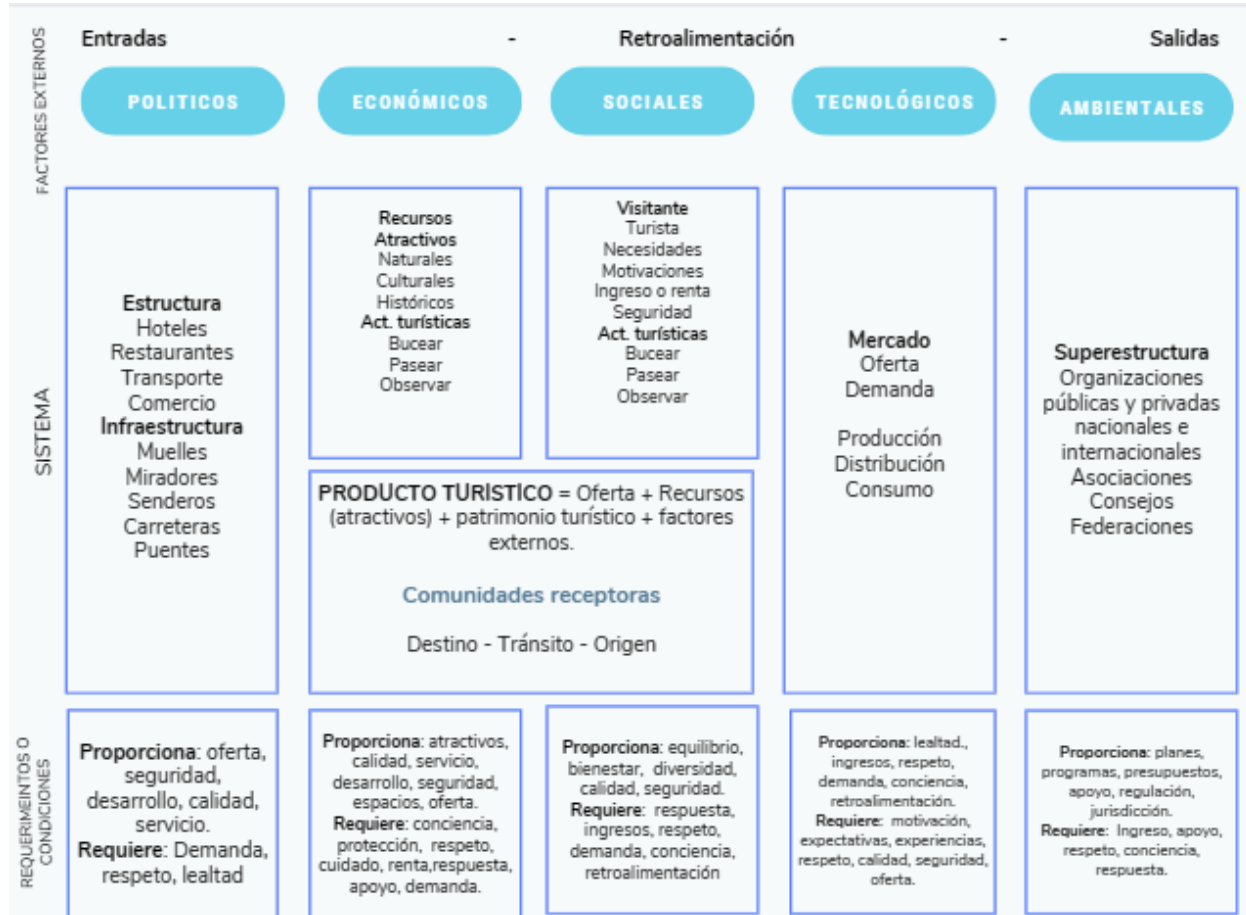 FACTORES EXTERNOS
Entradas - Retroalimentación - Salidas
POLITICOS
ECONÓMICOS
SOCIALES
TECNOLÓGICOS
AMBIENTALES
SISTEMA
Estructura
Hoteles
Restaurantes
Transporte
Comercio
Infraestructura
Muelles
Miradores
Senderos
Carreteras
Puentes
Recursos
Atractivos
Naturales
Culturales
Históricos
Act. turísticas
Bucear
Pasear
Observar
Visitante
Turista
Necesidades
Motivaciones
Ingreso o renta
Seguridad
Act. turísticas
Bucear
Pasear
Observar
PRODUCTO TURÍSTICO = Oferta + Recursos
(atractivos) + patrimonio turístico + factores
externos.
Comunidades receptoras
Destino - Tránsito - Origen
Mercado
Oferta
Demanda
Producción
Distribución
Consumo
Superestructura
Organizaciones
públicas y privadas
nacionales e
internacionales
Asociaciones
Consejos
Federaciones
REQUERIMEINTOS O
CONDICIONES
Proporciona: oferta,
seguridad,
desarrollo, calidad,
servicio.
Requiere: Demanda,
respeto, lealtad
Proporciona: atractivos,
calidad, servicio,
desarrollo, seguridad,
espacios, oferta.
Requiere: conciencia,
protección, respeto,
cuidado, renta,respuesta,
apoyo, demanda.
Proporciona: equilibrio,
bienestar, diversidad,
calidad, seguridad.
Requiere: respuesta,
ingresos, respeto,
demanda, conciencia,
retroalimentación
Proporciona: lealtad.,
ingresos, respeto,
demanda, conciencia,
retroalimentación.
Requiere: motivación,
expectativas, experiencias,
respeto, calidad, seguridad,
oferta.
Proporciona: planes,
programas, presupuestos,
apoyo, regulación,
jurisdicción.
Requiere: Ingreso, apoyo,
respeto, conciencia,
respuesta.